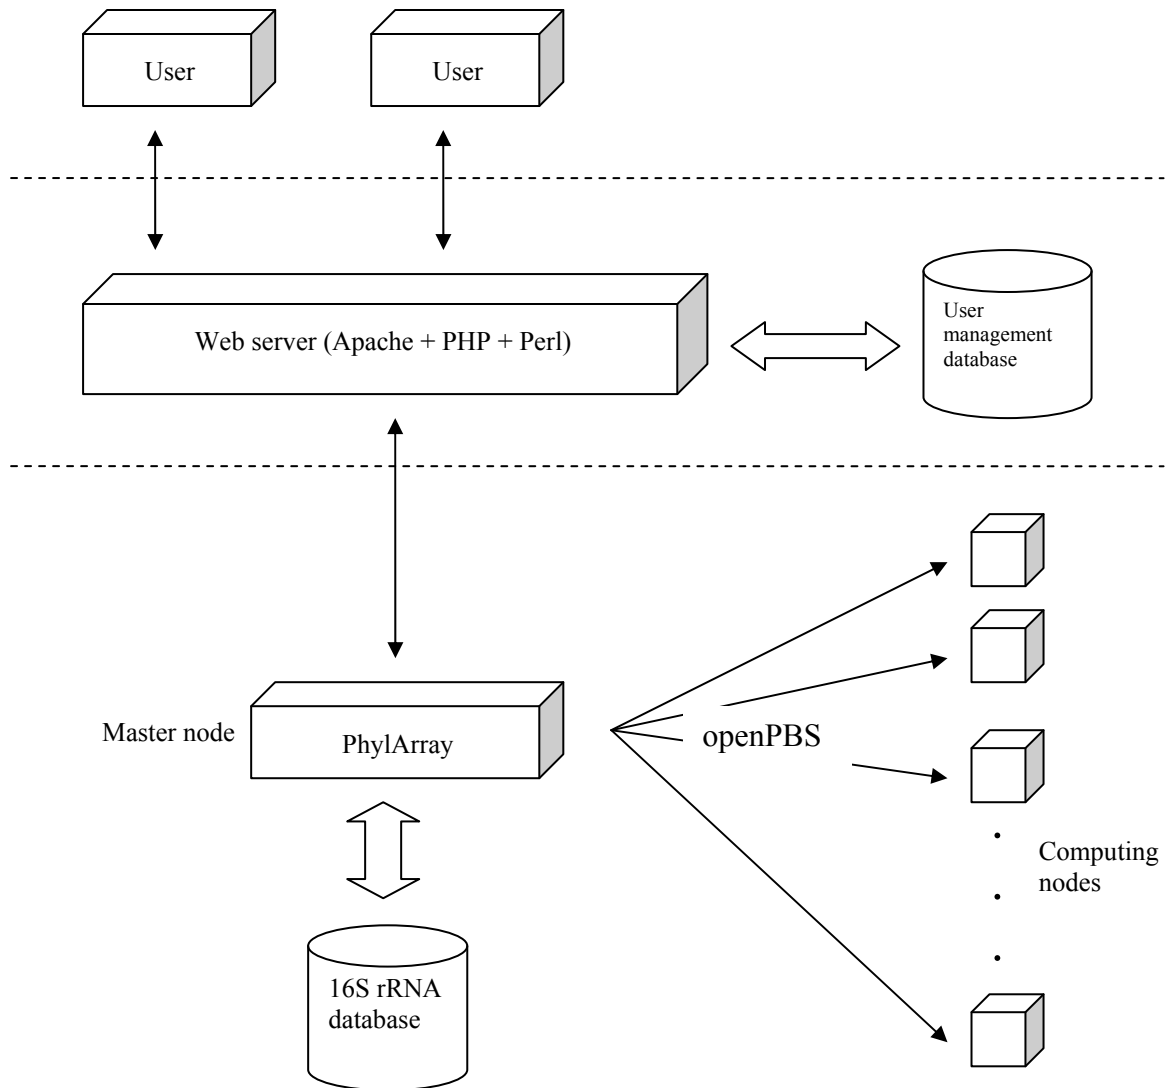 User
User
Web server (Apache + PHP + Perl)
User
management
database
Master node
PhylArray
openPBS
Computing
nodes
16S rRNA
database